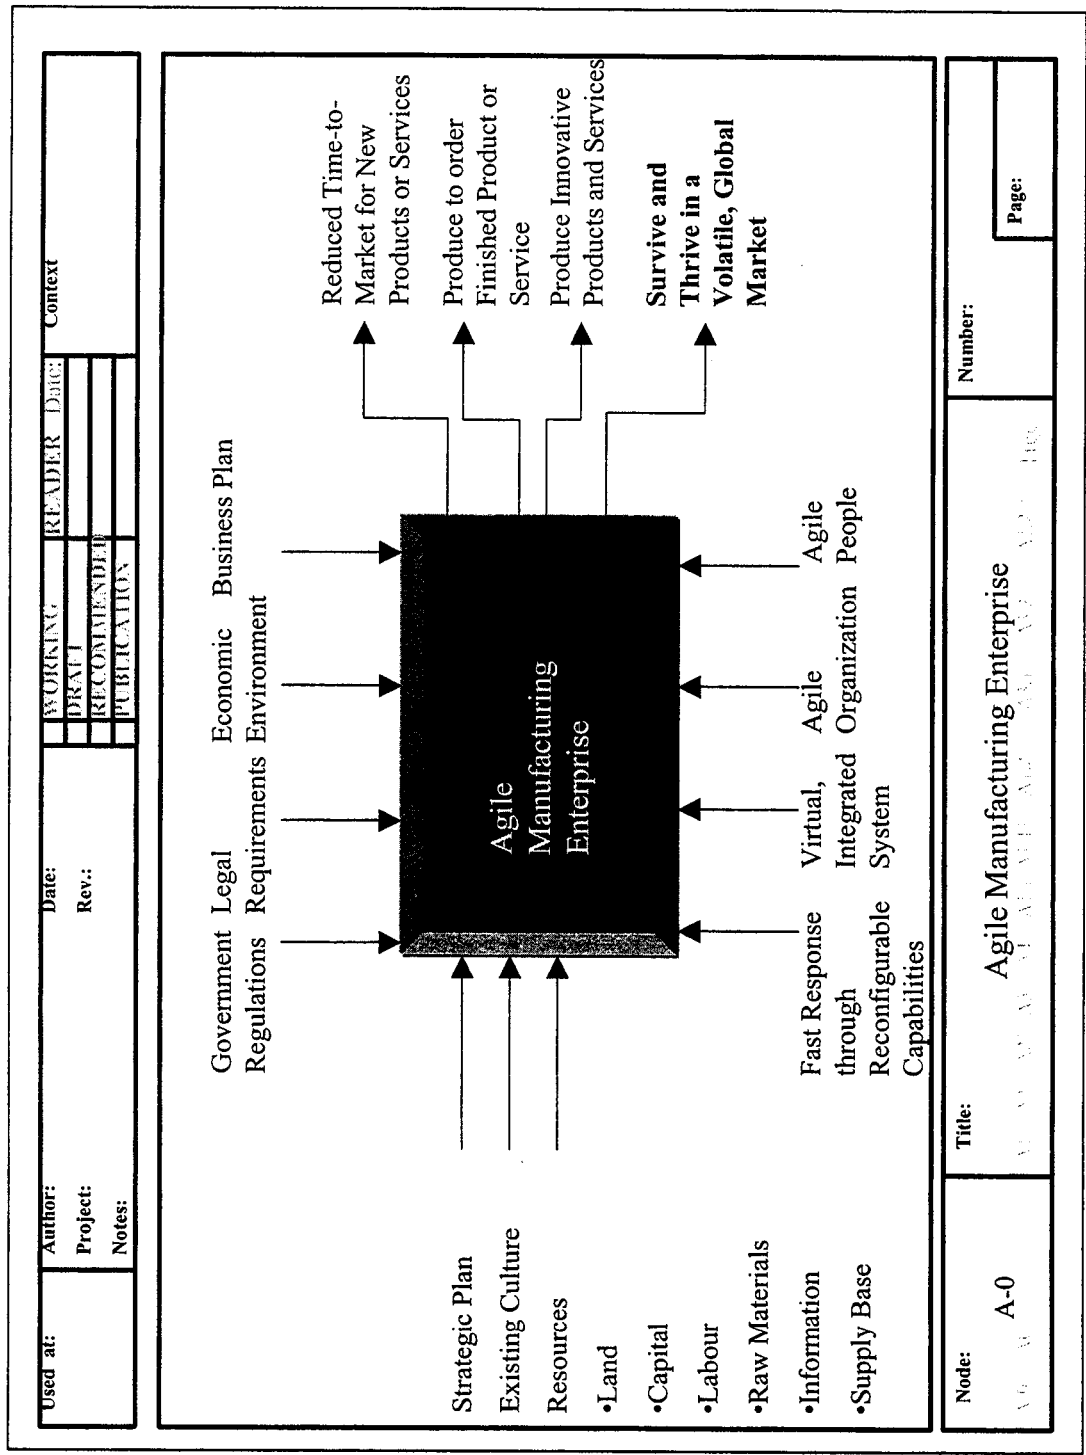 Used at:
Author:
Date:
Project:
Rev.:
Notes:
WORKING
READER Date:
Context
DRAFT
RECOMMENDED
PUBLICATION
Government
Regulations
Legal
Requirements
Economic
Environment
Business Plan
Strategic Plan
Existing Culture
Resources
•Land
•Capital
•Labour
•Raw Materials
•Information
•Supply Base
Agile
Manufacturing
Enterprise
Reduced Time-to-
Market for New
Products or Services
Produce to order
Finished Product or
Service
Produce Innovative
Products and Services
Survive and
Thrive in a
Volatile, Global
Market
Fast Response
through
Reconfigurable
Capabilities
Virtual,
Integrated
System
Agile
Organization
Agile
People
Node:
A-0
Title:
Agile Manufacturing Enterprise
Number:
Page: